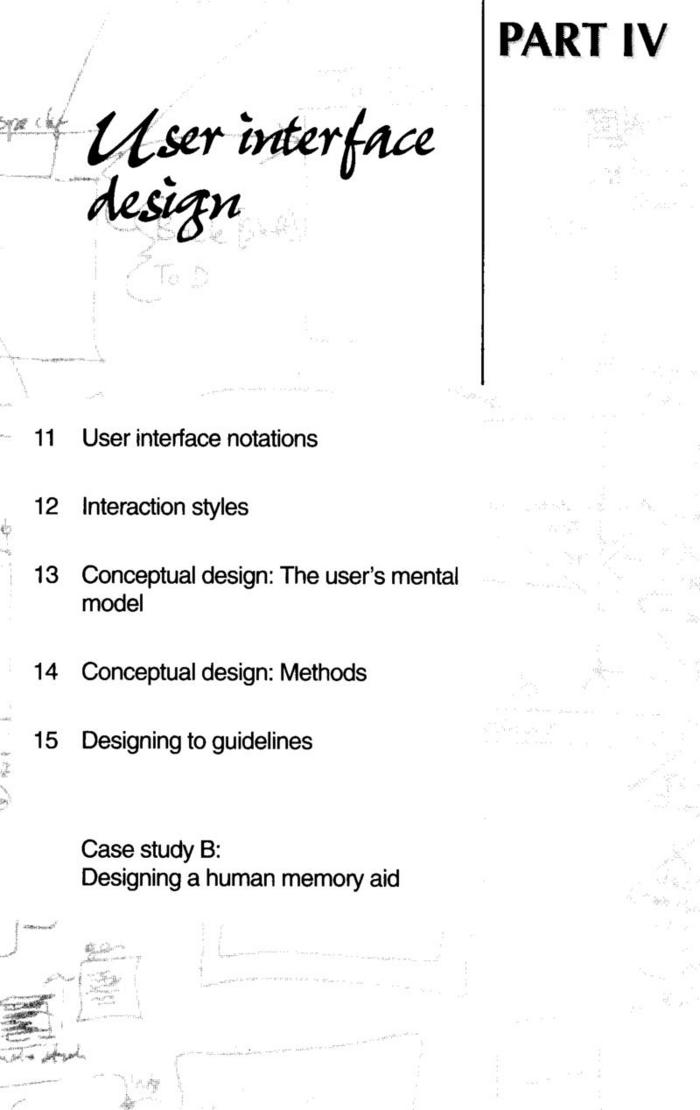 PART IV
User interface
design
To D
11 User interface notations
12 Interaction styles
13 Conceptual design: The user's mental
model
14 Conceptual design: Methods
15 Designing to guidelines
Case study B:
Designing a human memory aid